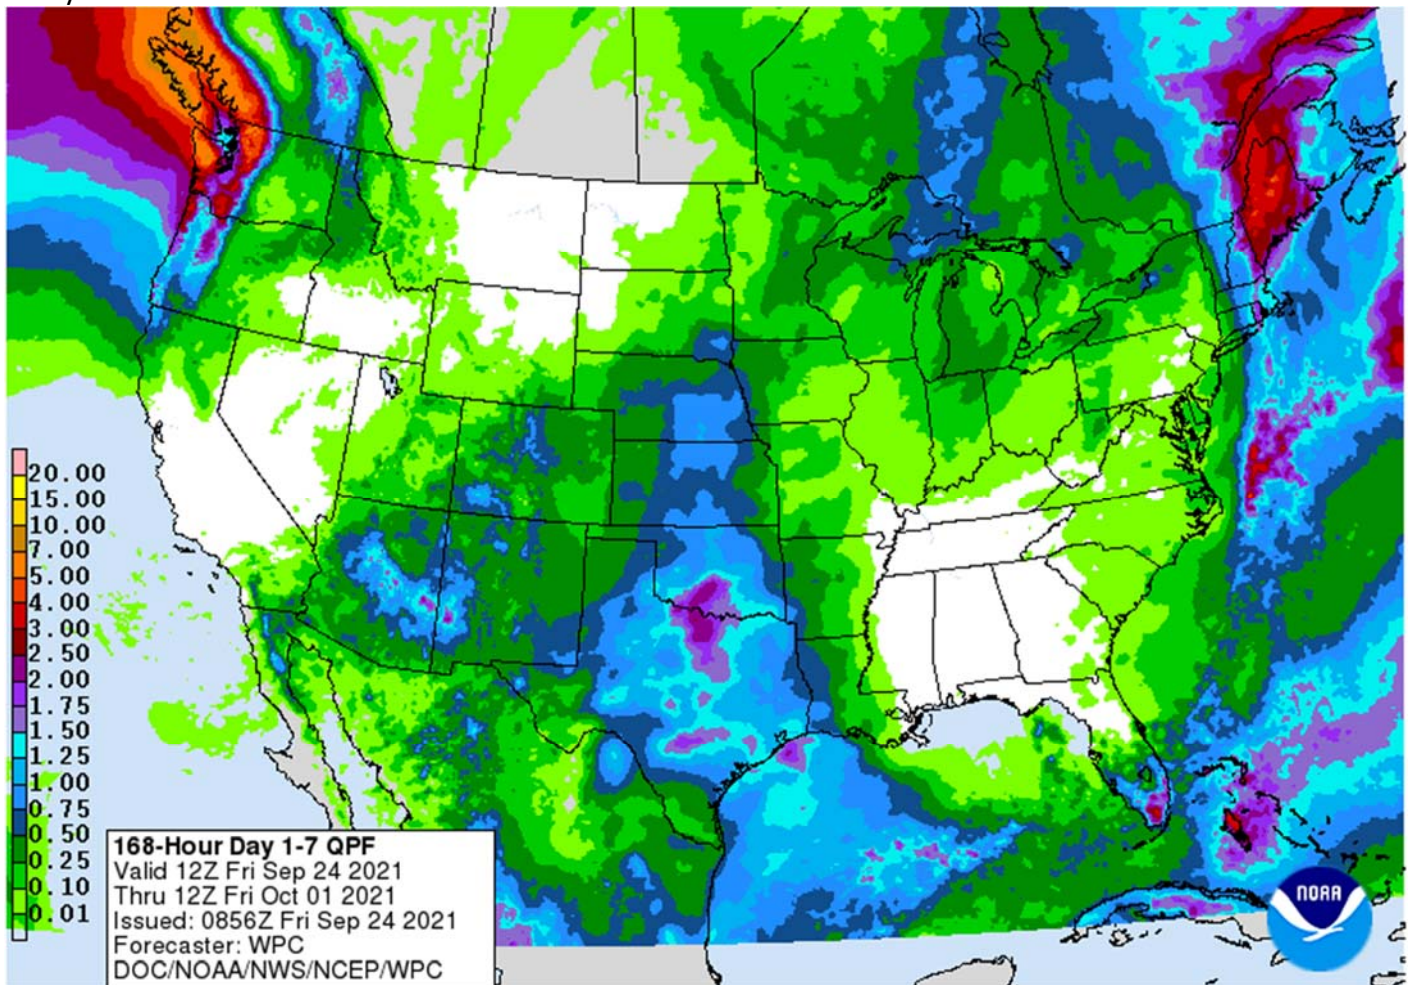 20.00
15.00
10.00
7.00
5.00
4.00
3.00
2.50
2.00
1.75
1.50
1.25
1.00
0.75
0.50
0.25
0.10
0.01
168-Hour Day 1-7 QPF
Valid 12Z Fri Sep 24 2021
Thru 12Z Fri Oct 01 2021
Issued: 0856Z Fri Sep 24 2021
Forecaster: WPC
DOC/NOAA/NWS/NCEP/WPC
NOAA